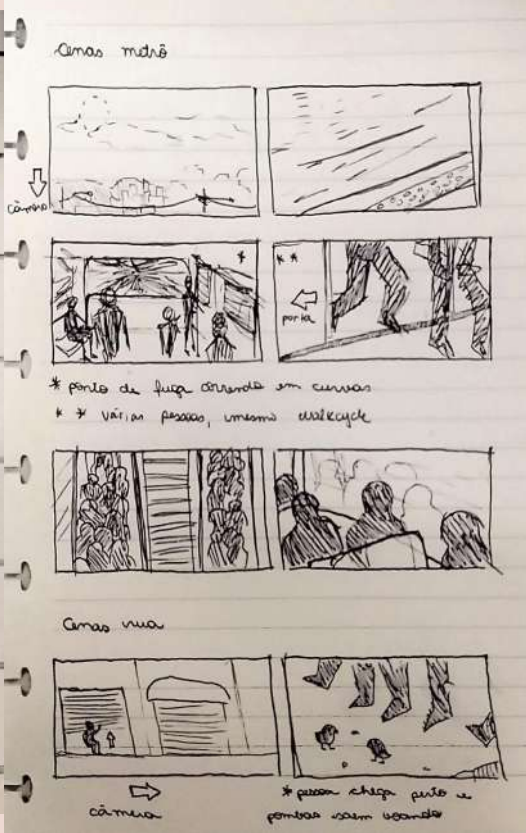 Cenas metrô
câmera
*
* *
porta
* ponto de fuga correndo em curvas
* * várias pessoas, mesmo walkcycle
Cenas rua
câmera
* pessoa chega perto e
pombas saem voando